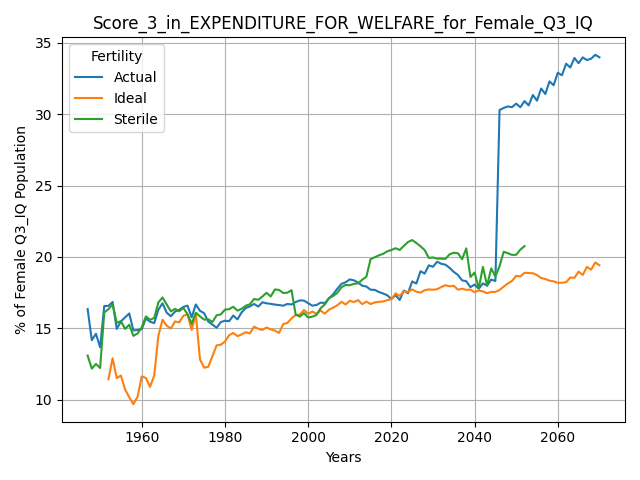 Score_3_in_EXPENDITURE_FOR_WELFARE_for_Female_Q3_IQ
Fertility
Actual
Ideal
Sterile
% of Female Q3_IQ Population
35
30
25
20
15
10
1960
1980
2000
2020
2040
2060
Years